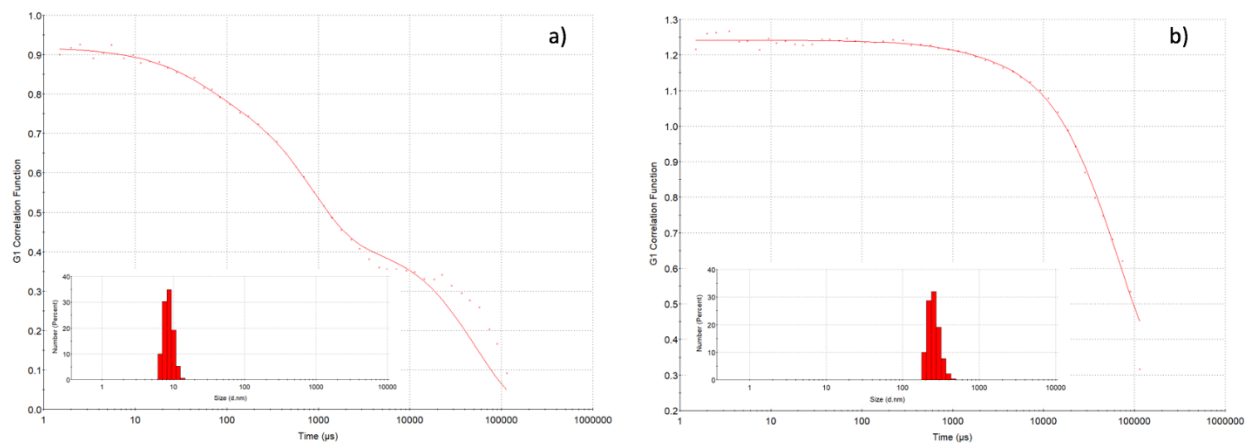 a)
G1 Correlation Function
1.0
0.9
0.8
0.7
0.6
0.5
0.4
0.3
0.2
0.1
0.0
Number (Percent)
40
30
20
10
0
1 10 100 1000 10000
Size (d.nm)
1 10 100 1000 10000 100000 1000000
Time (µs)
b)
G1 Correlation Function
1.3
1.2
1.1
1.0
0.9
0.8
0.7
0.6
0.5
0.4
0.3
0.2
Number (Percent)
40
30
20
10
0
1 10 100 1000 10000
Size (d.nm)
1 10 100 1000 10000 100000 1000000
Time (µs)